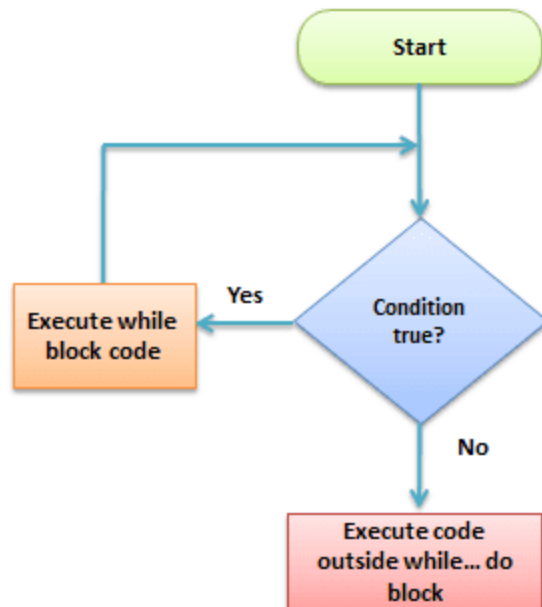 Start
Condition
true?
Yes
Execute while
block code
No
Execute code
outside while... do
block